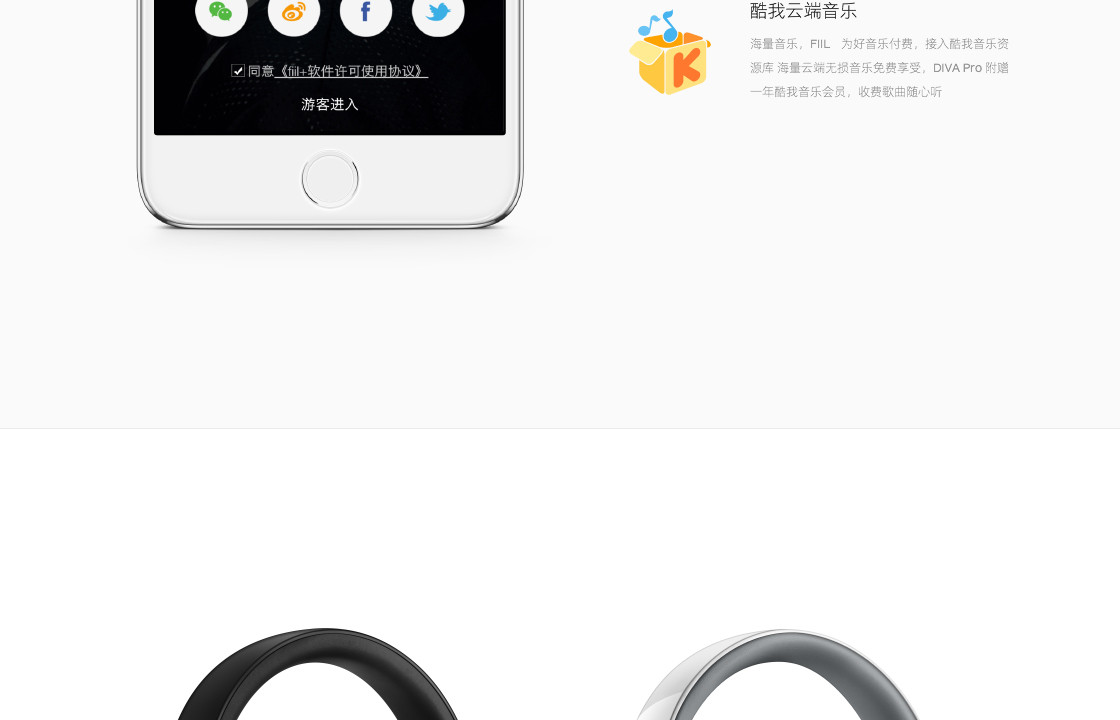 酷我云端音乐
海量音乐，FIIL 为好音乐付费，接入酷我音乐资
源库 海量云端无损音乐免费享受，DIVA Pro 附赠
一年酷我音乐会员，收费歌曲随心听
同意《fiil+软件许可使用协议》
游客进入